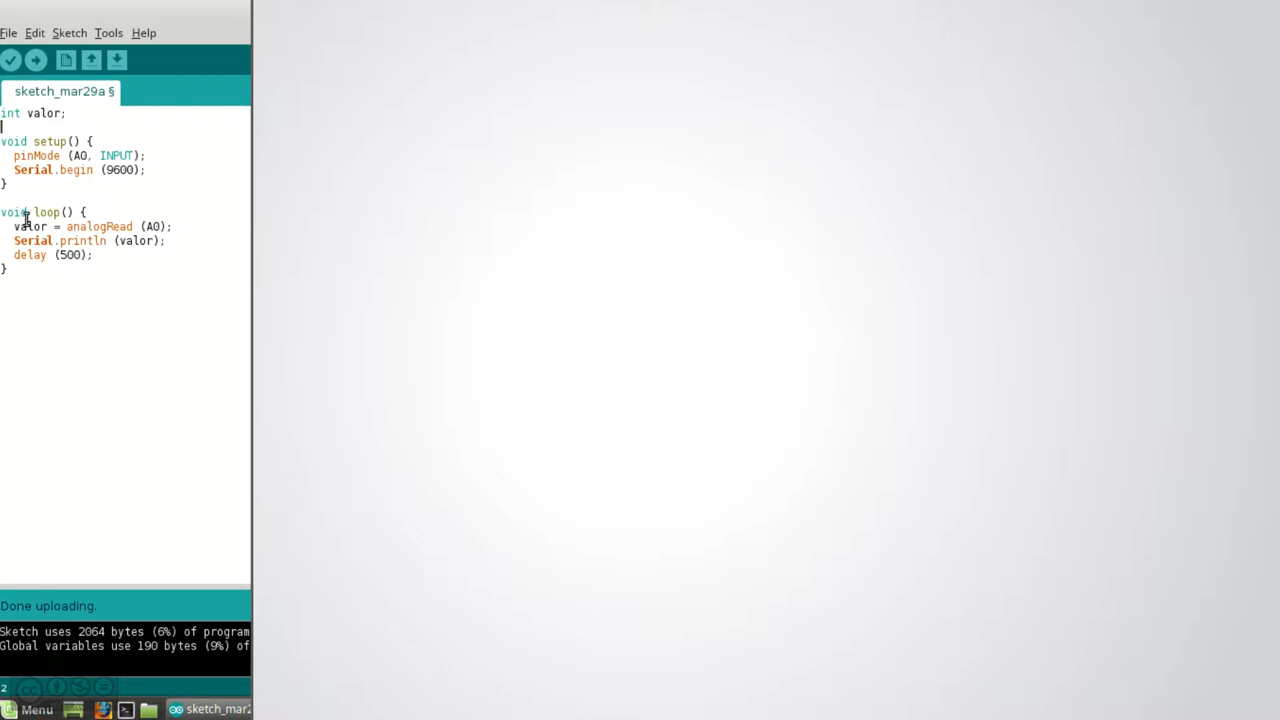 File Edit Sketch Tools Help
sketch_mar29a §
int valor;
void setup() {
pinMode (A0, INPUT);
Serial.begin (9600);
}
void loop() {
valor = analogRead (A0);
Serial.println (valor);
delay (500);
}
Done uploading.
Sketch uses 2064 bytes (6%) of program
Global variables use 190 bytes (9%) of
2
Menu sketch_mar2